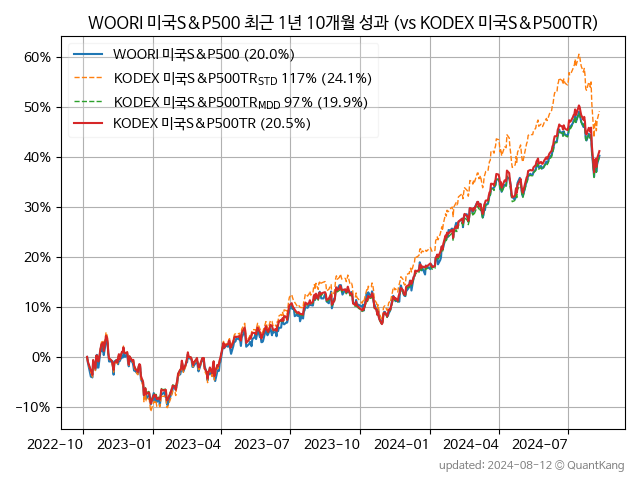 WOORI 미국S&P500 최근 1년 10개월 성과 (vs KODEX 미국S&P500TR)
WOORI 미국S&P500 (20.0%)
KODEX 미국S&P500TR_STD 117% (24.1%)
KODEX 미국S&P500TR_MDD 97% (19.9%)
KODEX 미국S&P500TR (20.5%)
60%
50%
40%
30%
20%
10%
0%
-10%
2022-10 2023-01 2023-04 2023-07 2023-10 2024-01 2024-04 2024-07
updated: 2024-08-12 © QuantKang